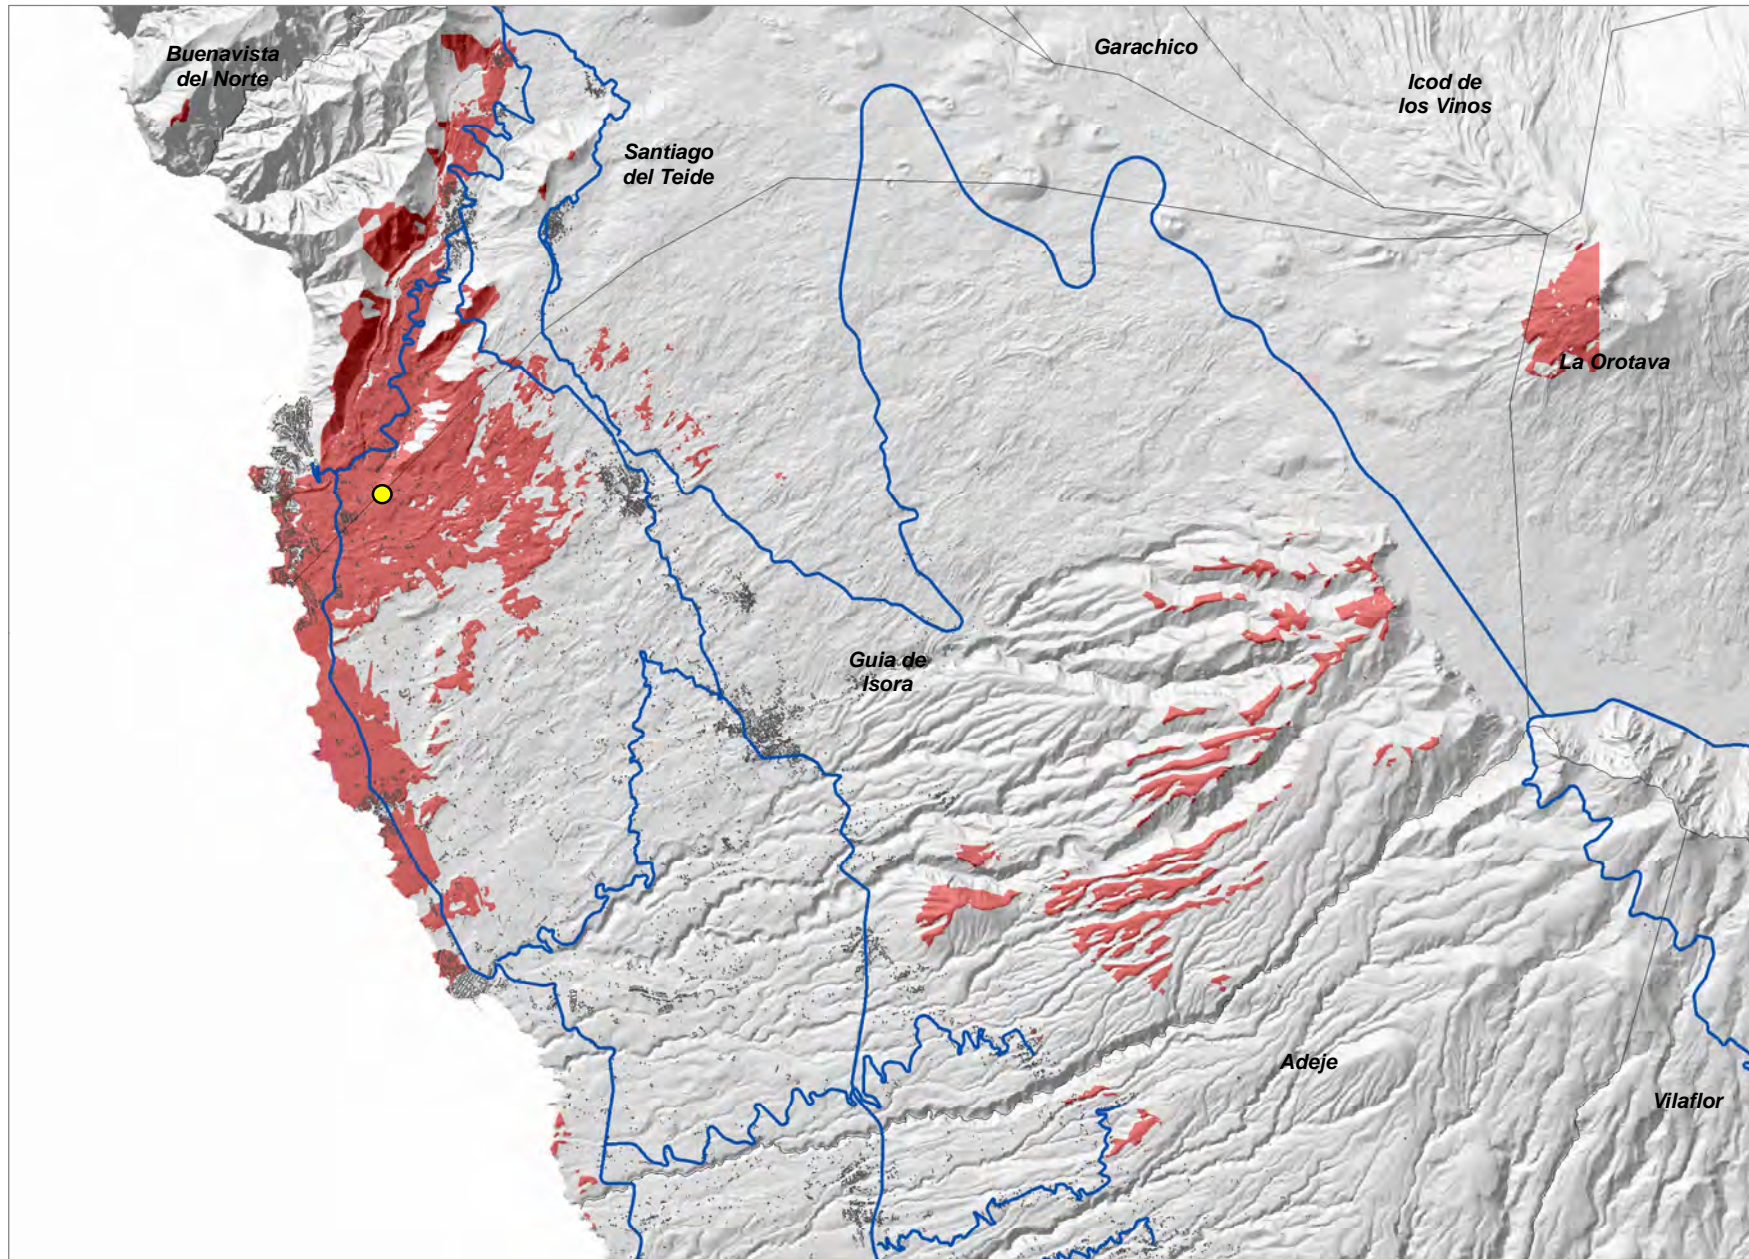 Buenavista
del Norte
Garachico
Icod de
los Vinos
Santiago
del Teide
La Orotava
Guia de
Isora
Adeje
Vilaflor